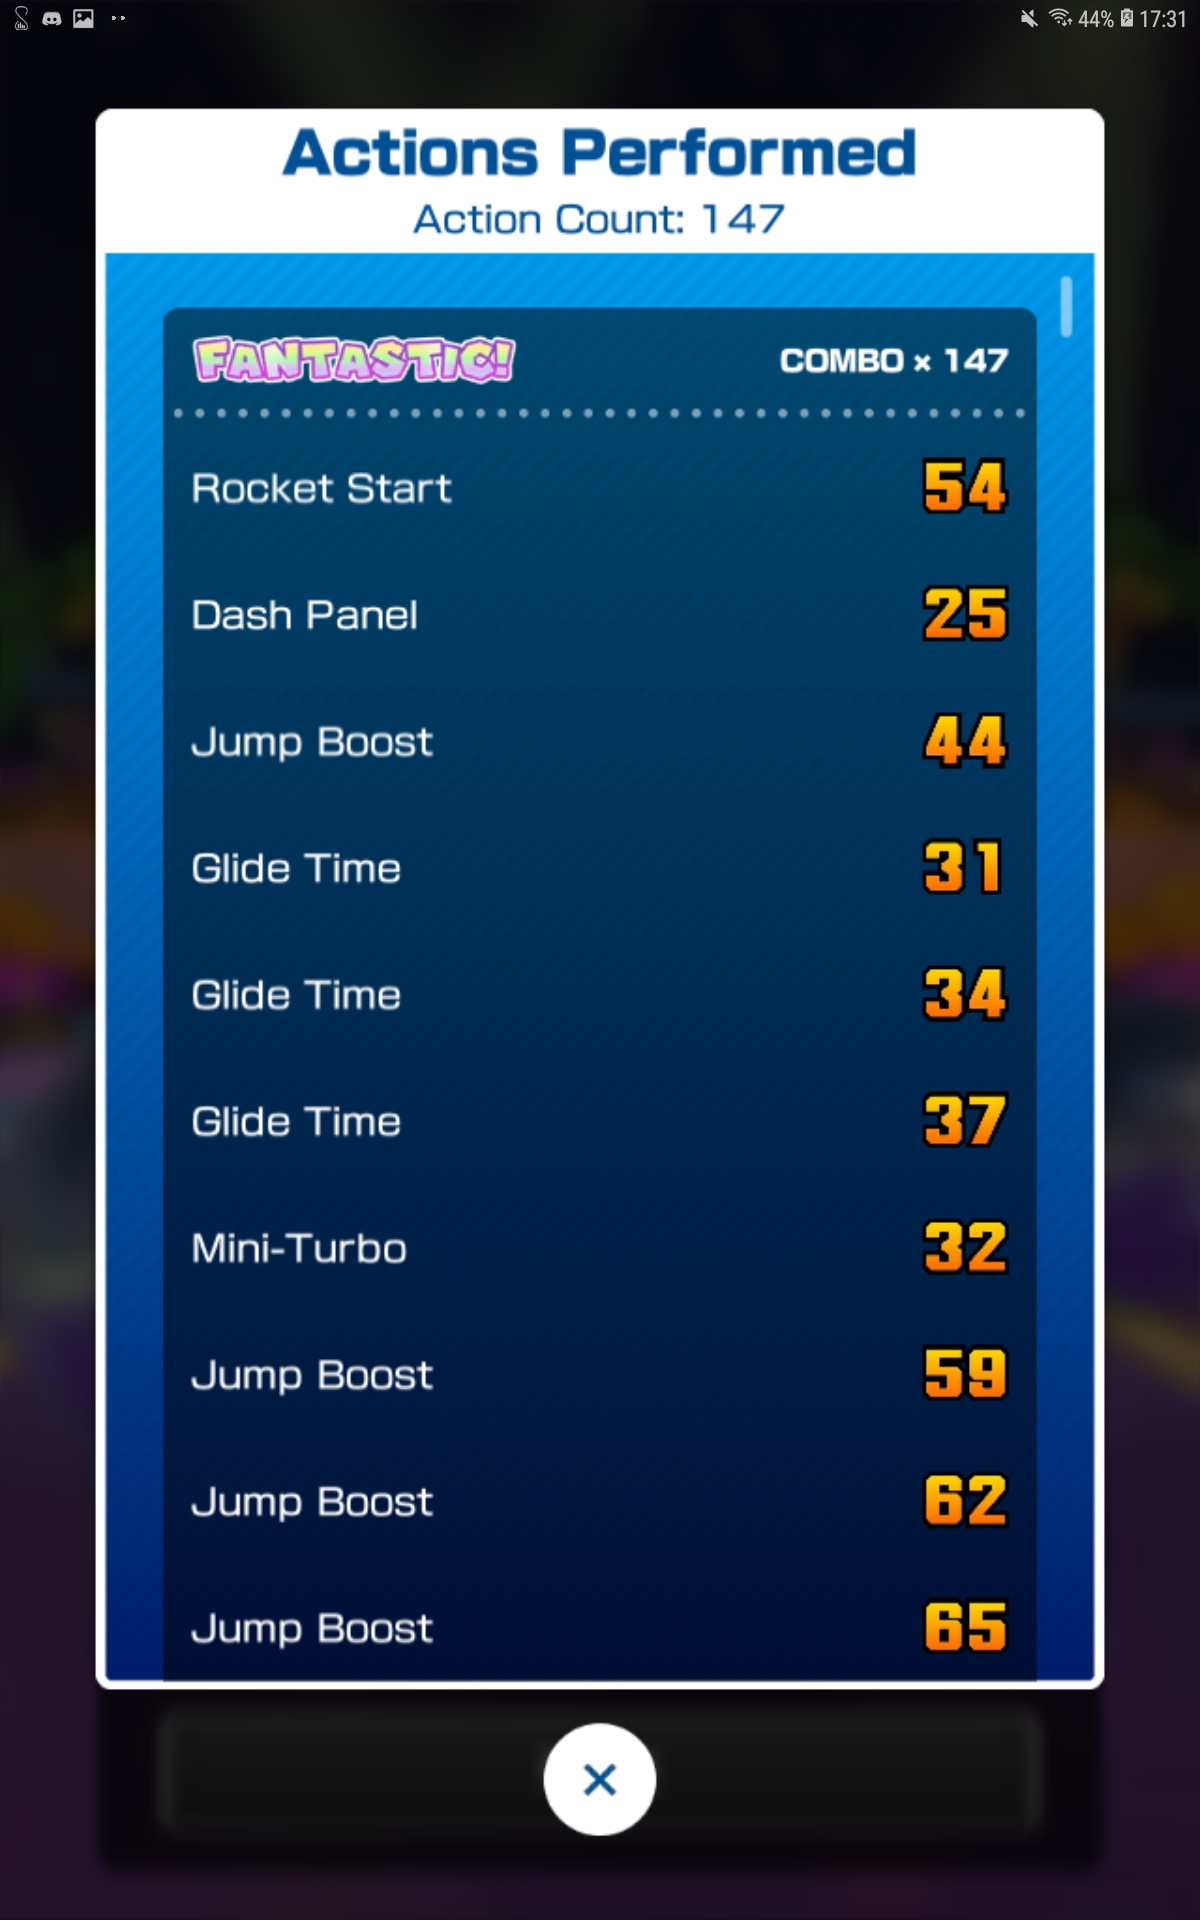 44% 17:31
Actions Performed
Action Count: 147
FANTASTIC! COMBO × 147
Rocket Start 54
Dash Panel 25
Jump Boost 44
Glide Time 31
Glide Time 34
Glide Time 37
Mini-Turbo 32
Jump Boost 59
Jump Boost 62
Jump Boost 65